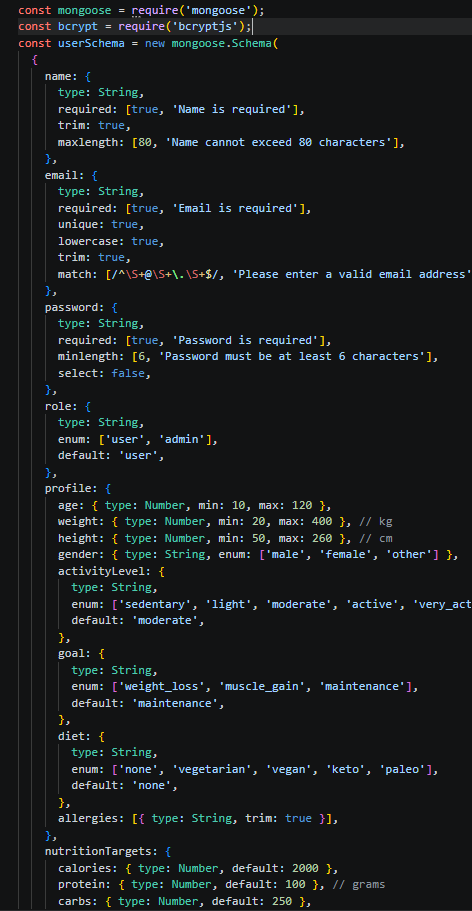 const mongoose = require('mongoose');
const bcrypt = require('bcryptjs');
const userSchema = new mongoose.Schema(
  {
    name: {
      type: String,
      required: [true, 'Name is required'],
      trim: true,
      maxlength: [80, 'Name cannot exceed 80 characters'],
    },
    email: {
      type: String,
      required: [true, 'Email is required'],
      unique: true,
      lowercase: true,
      trim: true,
      match: [/^\S+@\S+\.\S+$/, 'Please enter a valid email address'
    },
    password: {
      type: String,
      required: [true, 'Password is required'],
      minlength: [6, 'Password must be at least 6 characters'],
      select: false,
    },
    role: {
      type: String,
      enum: ['user', 'admin'],
      default: 'user',
    },
    profile: {
      age: { type: Number, min: 10, max: 120 },
      weight: { type: Number, min: 20, max: 400 }, // kg
      height: { type: Number, min: 50, max: 260 }, // cm
      gender: { type: String, enum: ['male', 'female', 'other'] },
      activityLevel: {
        type: String,
        enum: ['sedentary', 'light', 'moderate', 'active', 'very_act
        default: 'moderate',
      },
      goal: {
        type: String,
        enum: ['weight_loss', 'muscle_gain', 'maintenance'],
        default: 'maintenance',
      },
      diet: {
        type: String,
        enum: ['none', 'vegetarian', 'vegan', 'keto', 'paleo'],
        default: 'none',
      },
      allergies: [{ type: String, trim: true }],
    },
    nutritionTargets: {
      calories: { type: Number, default: 2000 },
      protein: { type: Number, default: 100 }, // grams
      carbs: { type: Number, default: 250 },